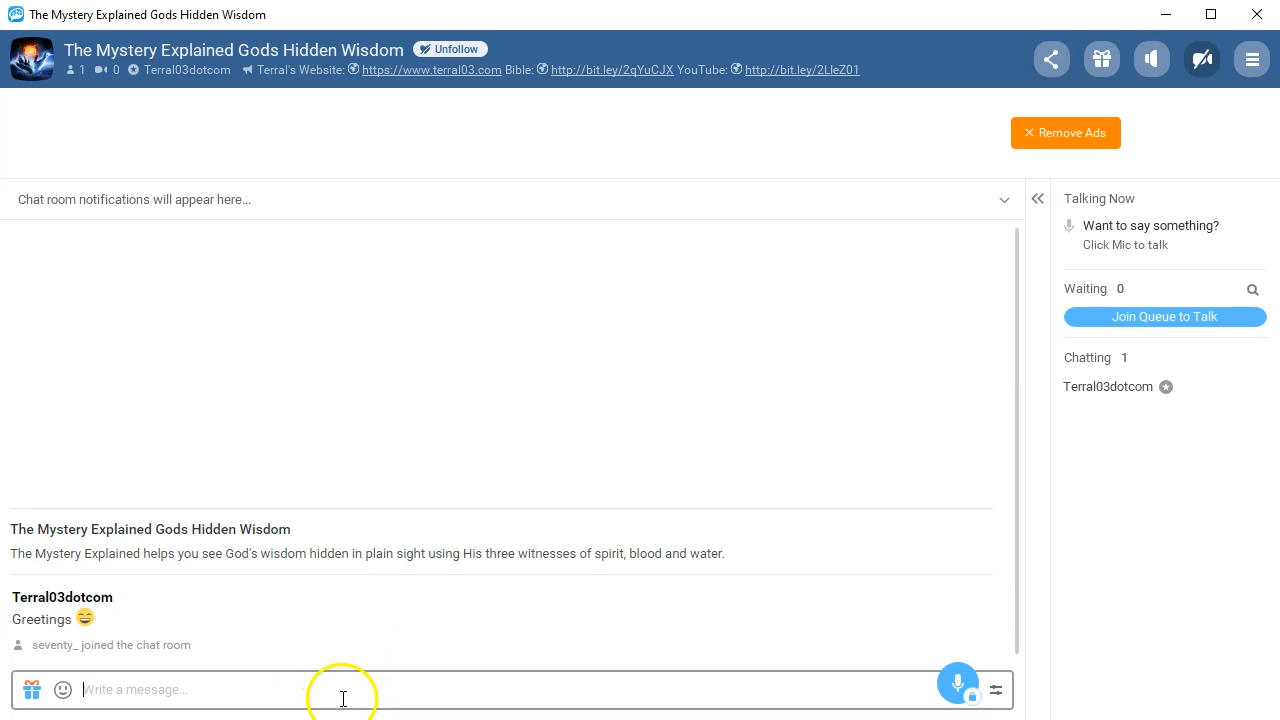 The Mystery Explained Gods Hidden Wisdom
The Mystery Explained Gods Hidden Wisdom Unfollow
1 0 Terral03dotcom Terral's Website: https://www.terral03.com Bible: http://bit.ley/2qYuCJX YouTube: http://bit.ley/2LleZ01
Remove Ads
Chat room notifications will appear here...
Talking Now
Want to say something?
Click Mic to talk
Waiting 0
Join Queue to Talk
Chatting 1
Terral03dotcom
The Mystery Explained Gods Hidden Wisdom
The Mystery Explained helps you see God's wisdom hidden in plain sight using His three witnesses of spirit, blood and water.
Terral03dotcom
Greetings
seventy_ joined the chat room
Write a message...